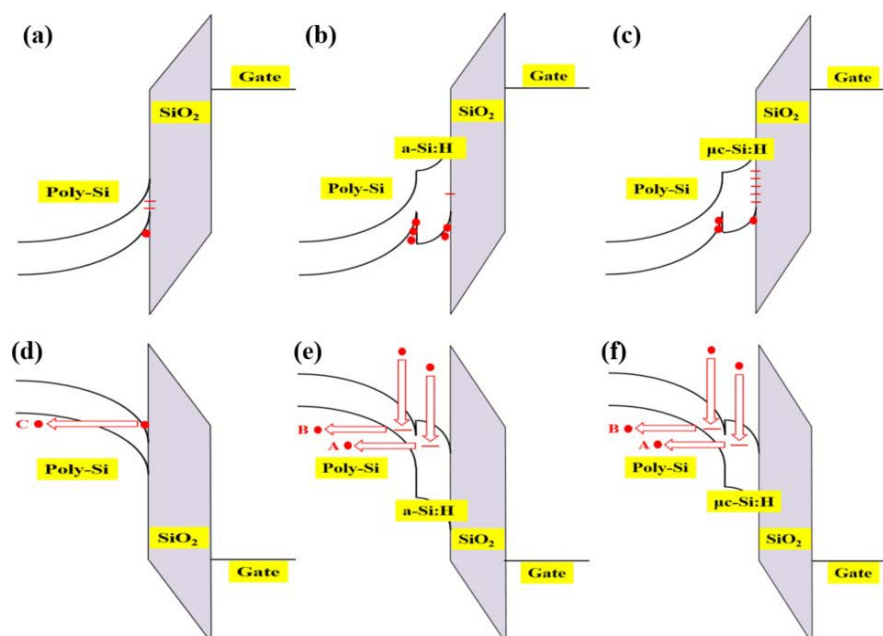 (a)
Gate
SiO₂
Poly-Si
(b)
Gate
SiO₂
a-Si:H
Poly-Si
(c)
Gate
SiO₂
μc-Si:H
Poly-Si
(d)
C
Poly-Si
SiO₂
Gate
(e)
B
A
Poly-Si
a-Si:H
SiO₂
Gate
(f)
B
A
Poly-Si
μc-Si:H
SiO₂
Gate